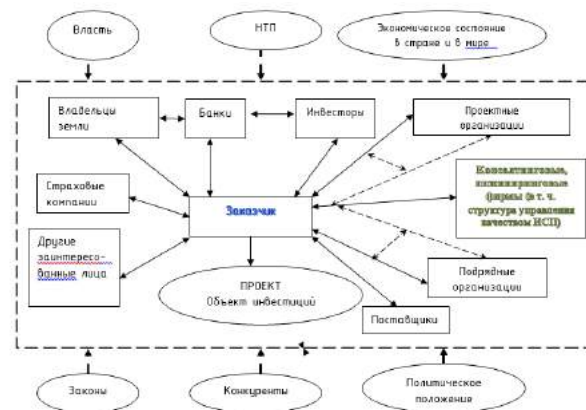 Власть
НТП
Экономическое состояние
в стране и в мире
Владельцы
земли
Банки
Инвесторы
Проектные
организации
Страховые
компании
Заказчик
Консалтинговые,
инжиниринговые
фирмы (в т. ч.
структура управления
качеством ИСП)
Другие
заинтересо-
ванные лица
ПРОЕКТ
Объект инвестиций
Подрядные
организации
Поставщики
Законы
Конкуренты
Политическое
положение